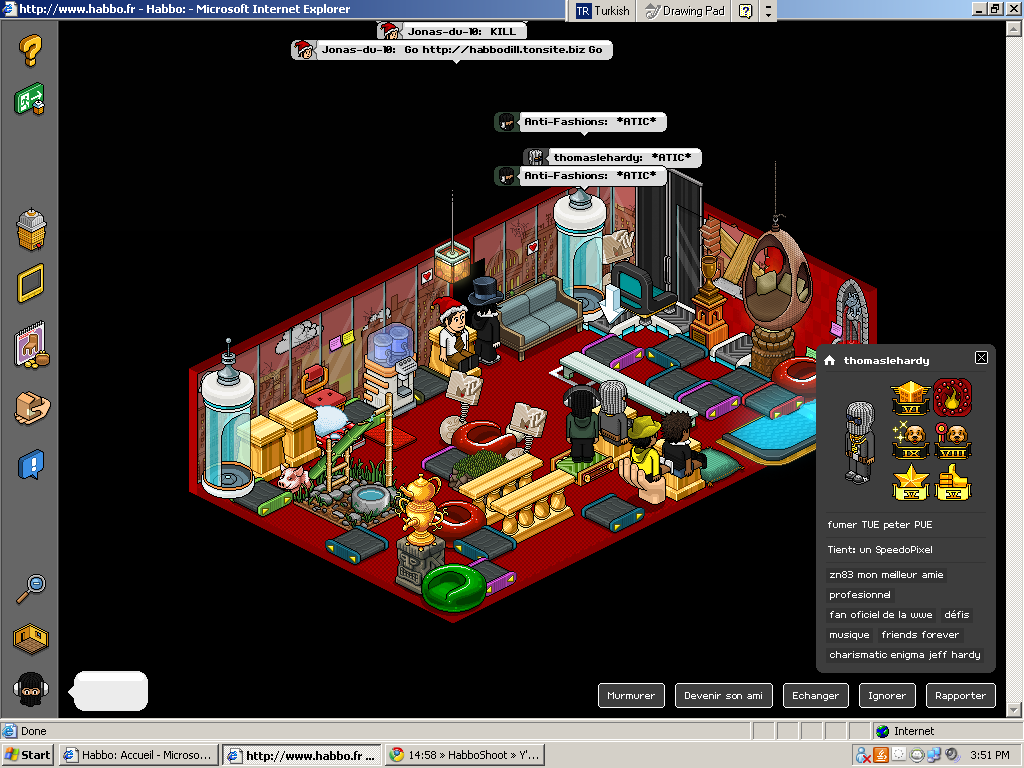 http://www.habbo.fr - Habbo: - Microsoft Internet Explorer
TR Turkish
Drawing Pad
Jonas-du-10: KILL
Jonas-du-10: Go http://habbodill.tonsite.biz Go
Anti-Fashions: *ATIC*
thomaslehardy: *ATIC*
Anti-Fashions: *ATIC*
thomaslehardy
VI
IX
VIII
fumer TUE peter PUE
Tient: un SpeedoPixel
zn83 mon meilleur amie
profesionnel
fan oficiel de la wwe défis
musique friends forever
charismatic enigma jeff hardy
Murmurer Devenir son ami Echanger Ignorer Rapporter
Done
Internet
Start
Habbo: Accueil - Microso...
http://www.habbo.fr ...
14:58 » HabboShoot » Y'...
3:51 PM